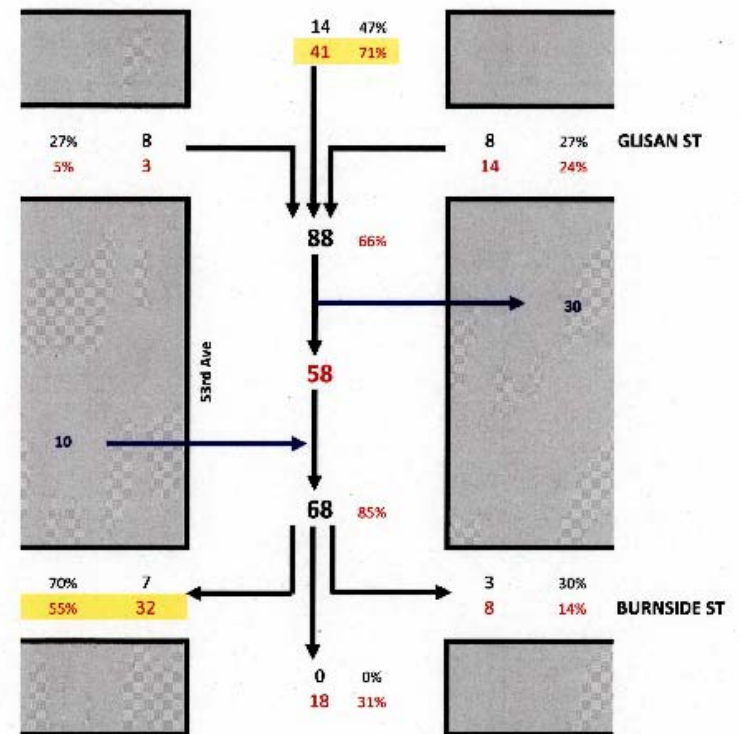 14 47%
41 71%
27% 8 8 27% GLISAN ST
5% 3 14 24%
88 66%
30
53rd Ave
58
10
68 85%
70% 7 3 30%
55% 32 8 14% BURNSIDE ST
0 0%
18 31%